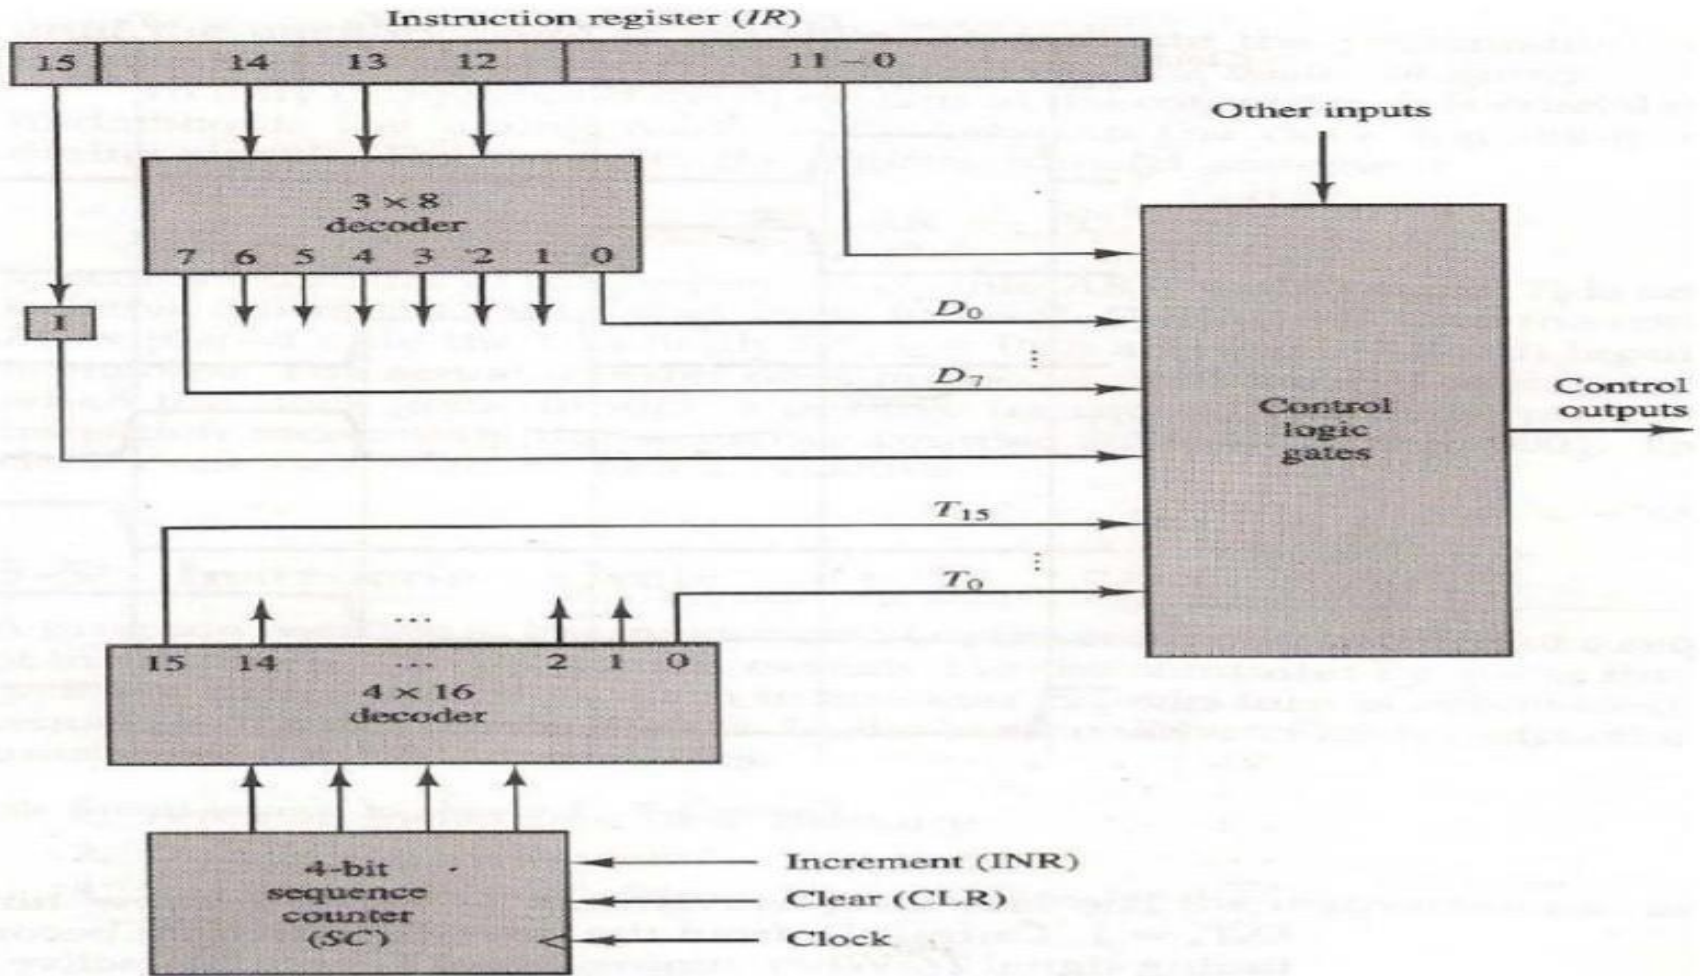 Instruction register (IR)
15 14 13 12 11 – 0
Other inputs
3 × 8
decoder
7 6 5 4 3 2 1 0
1
D0
⋮
D7
Control
logic
gates
Control
outputs
T15
⋮
T0
...
15 14 ... 2 1 0
4 × 16
decoder
4-bit
sequence
counter
(SC)
Increment (INR)
Clear (CLR)
Clock